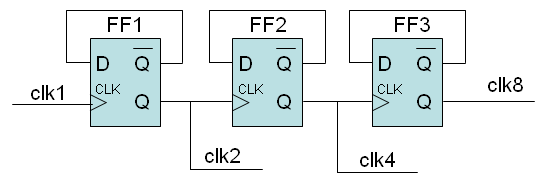 FF1 FF2 FF3
D Q̅ D Q̅ D Q̅
clk1 CLK CLK CLK clk8
Q Q Q
clk2 clk4